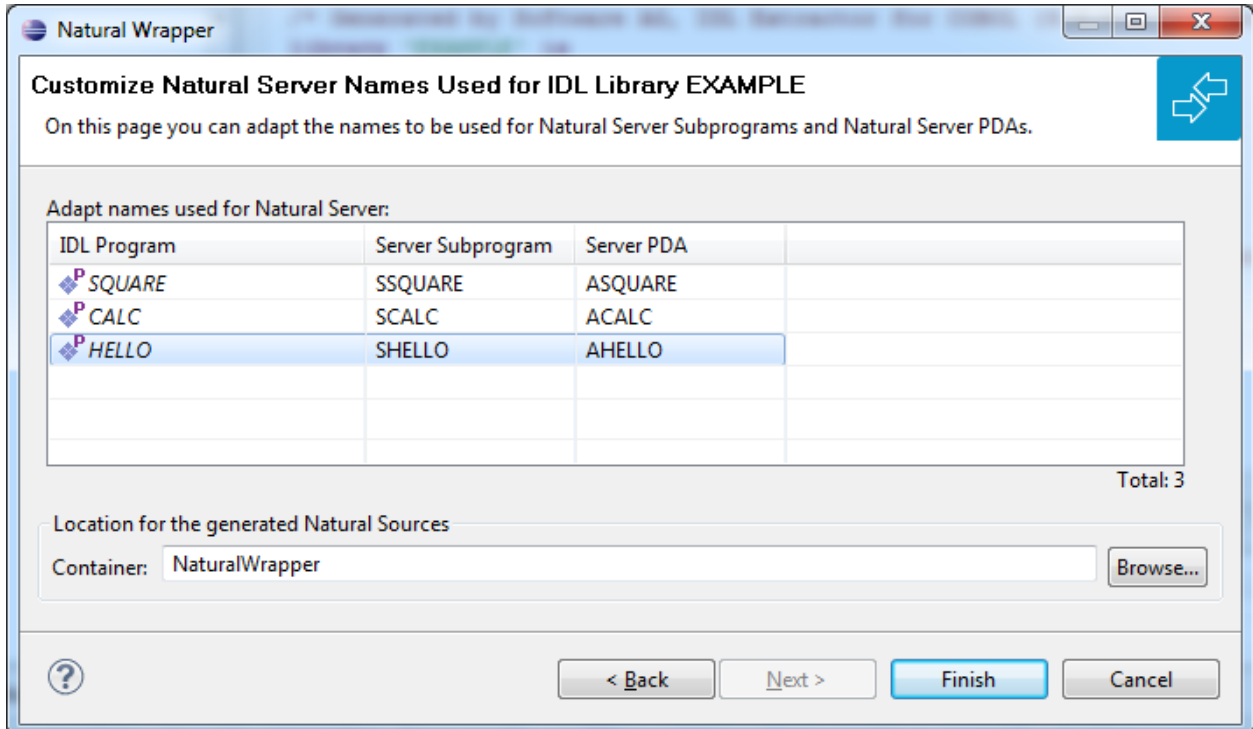 Natural Wrapper
Customize Natural Server Names Used for IDL Library EXAMPLE
On this page you can adapt the names to be used for Natural Server Subprograms and Natural Server PDAs.
Adapt names used for Natural Server:
IDL Program Server Subprogram Server PDA
P SQUARE SSQUARE ASQUARE
P CALC SCALC ACALC
P HELLO SHELLO AHELLO
Total: 3
Location for the generated Natural Sources
Container: NaturalWrapper Browse...
? < Back Next > Finish Cancel